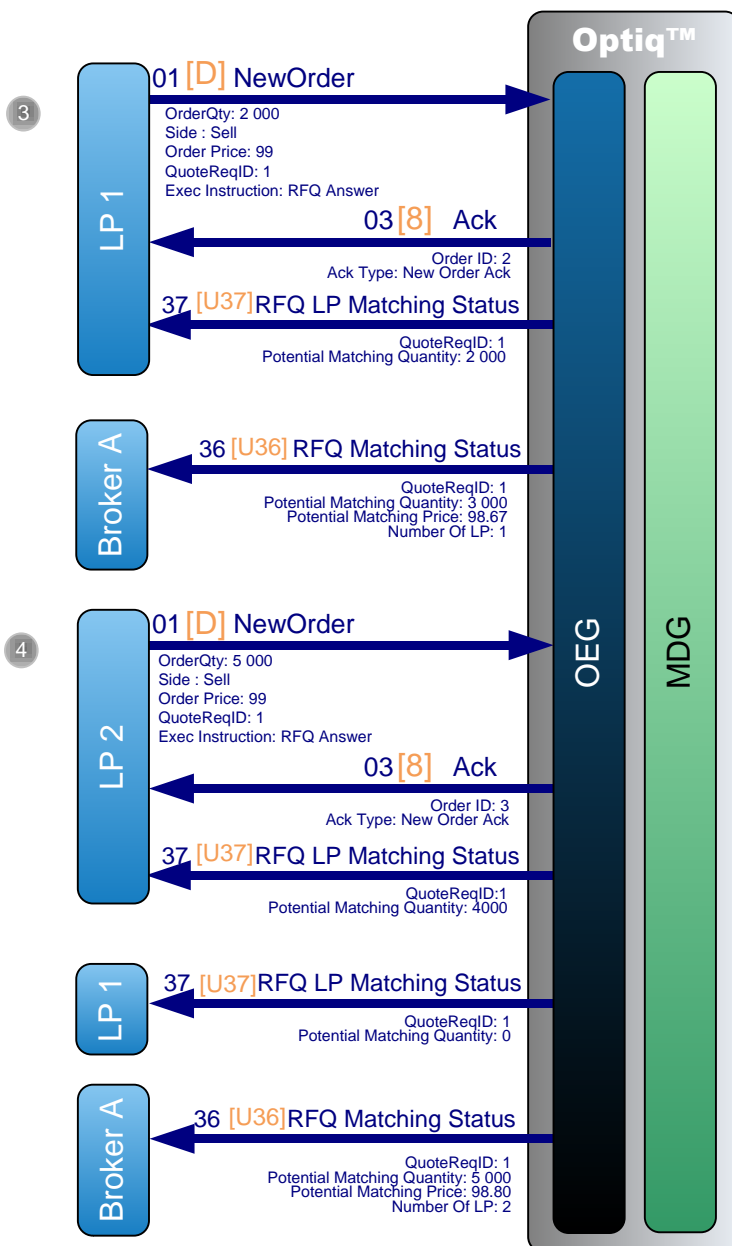 Optiq™
3
LP 1
01 [D] NewOrder
OrderQty: 2 000
Side : Sell
Order Price: 99
QuoteReqID: 1
Exec Instruction: RFQ Answer
03 [8] Ack
Order ID: 2
Ack Type: New Order Ack
37 [U37] RFQ LP Matching Status
QuoteReqID: 1
Potential Matching Quantity: 2 000
Broker A
36 [U36] RFQ Matching Status
QuoteReqID: 1
Potential Matching Quantity: 3 000
Potential Matching Price: 98.67
Number Of LP: 1
OEG
MDG
4
LP 2
01 [D] NewOrder
OrderQty: 5 000
Side : Sell
Order Price: 99
QuoteReqID: 1
Exec Instruction: RFQ Answer
03 [8] Ack
Order ID: 3
Ack Type: New Order Ack
37 [U37] RFQ LP Matching Status
QuoteReqID:1
Potential Matching Quantity: 4000
LP 1
37 [U37] RFQ LP Matching Status
QuoteReqID: 1
Potential Matching Quantity: 0
Broker A
36 [U36] RFQ Matching Status
QuoteReqID: 1
Potential Matching Quantity: 5 000
Potential Matching Price: 98.80
Number Of LP: 2